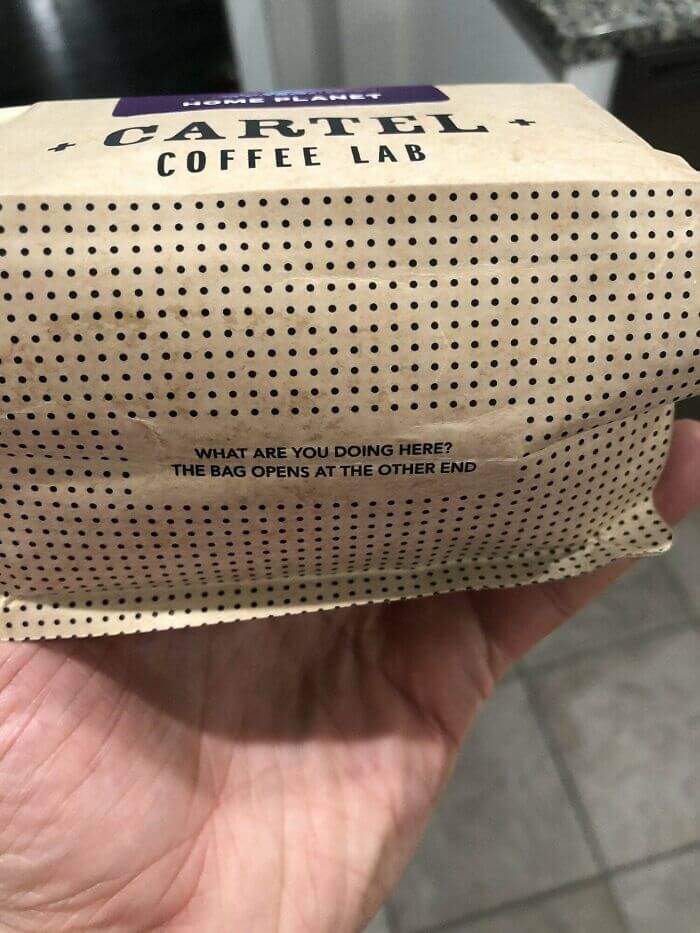 HOME PLANET
CARTEL
COFFEE LAB
WHAT ARE YOU DOING HERE?
THE BAG OPENS AT THE OTHER END